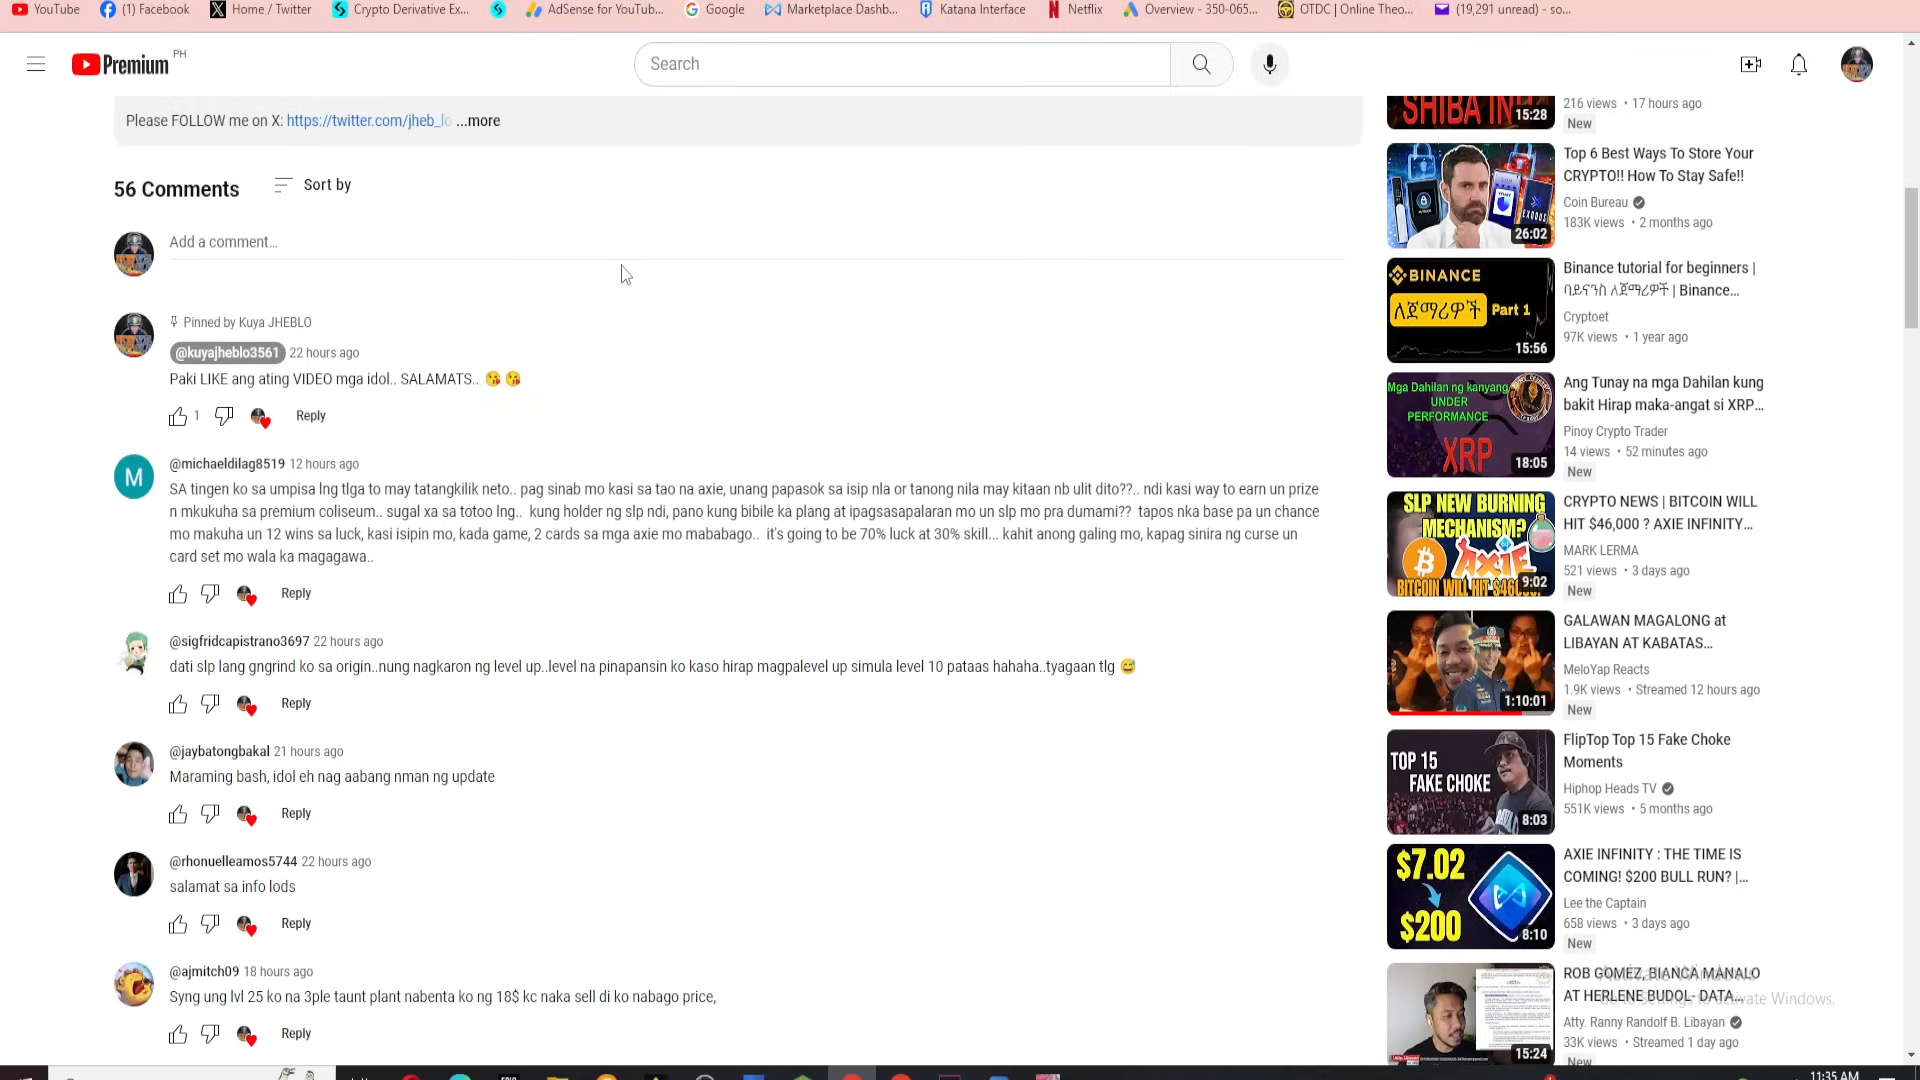 YouTube
(1) Facebook
Home / Twitter
Crypto Derivative Ex...
AdSense for YouTub...
Google
Marketplace Dashb...
Katana Interface
Netflix
Overview - 350-065...
OTDC | Online Theo...
(19,291 unread) - so...
Premium PH
Search
Please FOLLOW me on X: https://twitter.com/jheb_lo ...more
56 Comments
Sort by
Add a comment...
Pinned by Kuya JHEBLO
@kuyajheblo3561 22 hours ago
Paki LIKE ang ating VIDEO mga idol.. SALAMATS.. 😘😘
1 Reply
M
@michaeldilag8519 12 hours ago
SA tingen ko sa umpisa lng tlga to may tatangkilik neto.. pag sinab mo kasi sa tao na axie, unang papasok sa isip nla or tanong nila may kitaan nb ulit dito??.. ndi kasi way to earn un prize
n mkukuha sa premium coliseum.. sugal xa sa totoo lng..  kung holder ng slp ndi, pano kung bibile ka plang at ipagsasapalaran mo un slp mo pra dumami??  tapos nka base pa un chance
mo makuha un 12 wins sa luck, kasi isipin mo, kada game, 2 cards sa mga axie mo mababago..  it's going to be 70% luck at 30% skill... kahit anong galing mo, kapag sinira ng curse un
card set mo wala ka magagawa..
Reply
@sigfridcapistrano3697 22 hours ago
dati slp lang gngrind ko sa origin..nung nagkaron ng level up..level na pinapansin ko kaso hirap magpalevel up simula level 10 pataas hahaha..tyagaan tlg 😅
Reply
@jaybatongbakal 21 hours ago
Maraming bash, idol eh nag aabang nman ng update
Reply
@rhonuelleamos5744 22 hours ago
salamat sa info lods
Reply
@ajmitch09 18 hours ago
Syng ung lvl 25 ko na 3ple taunt plant nabenta ko ng 18$ kc naka sell di ko nabago price,
Reply
SHIBA INU
15:28
216 views • 17 hours ago
New
26:02
Top 6 Best Ways To Store Your
CRYPTO!! How To Stay Safe!!
Coin Bureau
183K views • 2 months ago
BINANCE
ለጀማሪዎች Part 1
15:56
Binance tutorial for beginners |
ባይናንስ ለጀማሪዎች | Binance...
Cryptoet
97K views • 1 year ago
Mga Dahilan ng kanyang
UNDER
PERFORMANCE
XRP
18:05
Ang Tunay na mga Dahilan kung
bakit Hirap maka-angat si XRP...
Pinoy Crypto Trader
14 views • 52 minutes ago
New
SLP NEW BURNING
MECHANISM?
AXIE
BITCOIN WILL HIT $46000?
9:02
CRYPTO NEWS | BITCOIN WILL
HIT $46,000 ? AXIE INFINITY...
MARK LERMA
521 views • 3 days ago
New
1:10:01
GALAWAN MAGALONG at
LIBAYAN AT KABATAS...
MeloYap Reacts
1.9K views • Streamed 12 hours ago
New
TOP 15
FAKE CHOKE
8:03
FlipTop Top 15 Fake Choke
Moments
Hiphop Heads TV
551K views • 5 months ago
$7.02
$200
8:10
AXIE INFINITY : THE TIME IS
COMING! $200 BULL RUN? |...
Lee the Captain
658 views • 3 days ago
New
15:24
ROB GOMEZ, BIANCA MANALO
AT HERLENE BUDOL- DATA...
Atty. Ranny Randolf B. Libayan
33K views • Streamed 1 day ago
New
Activate Windows
Go to Settings to activate Windows.
11:35 AM